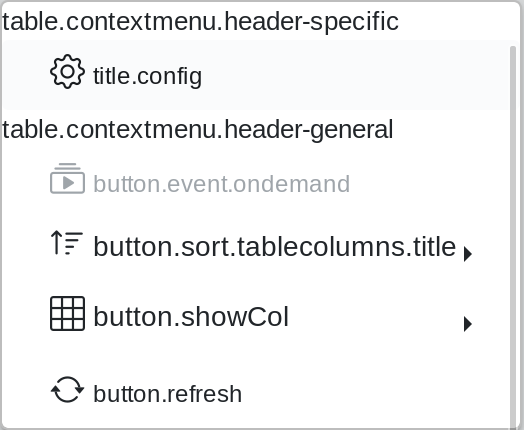 table.contextmenu.header-specific
title.config
table.contextmenu.header-general
button.event.ondemand
button.sort.tablecolumns.title
button.showCol
button.refresh